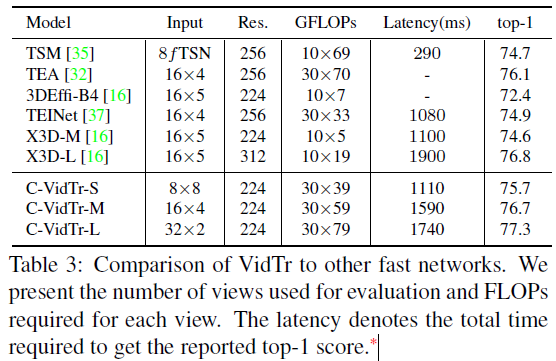 Model Input Res. GFLOPs Latency(ms) top-1
TSM [35] 8fTSN 256 10×69 290 74.7
TEA [32] 16×4 256 30×70 - 76.1
3DEffi-B4 [16] 16×5 224 10×7 - 72.4
TEINet [37] 16×4 256 30×33 1080 74.9
X3D-M [16] 16×5 224 10×5 1100 74.6
X3D-L [16] 16×5 312 10×19 1900 76.8
C-VidTr-S 8×8 224 30×39 1110 75.7
C-VidTr-M 16×4 224 30×59 1590 76.7
C-VidTr-L 32×2 224 30×79 1740 77.3
Table 3: Comparison of VidTr to other fast networks. We
present the number of views used for evaluation and FLOPs
required for each view. The latency denotes the total time
required to get the reported top-1 score.*